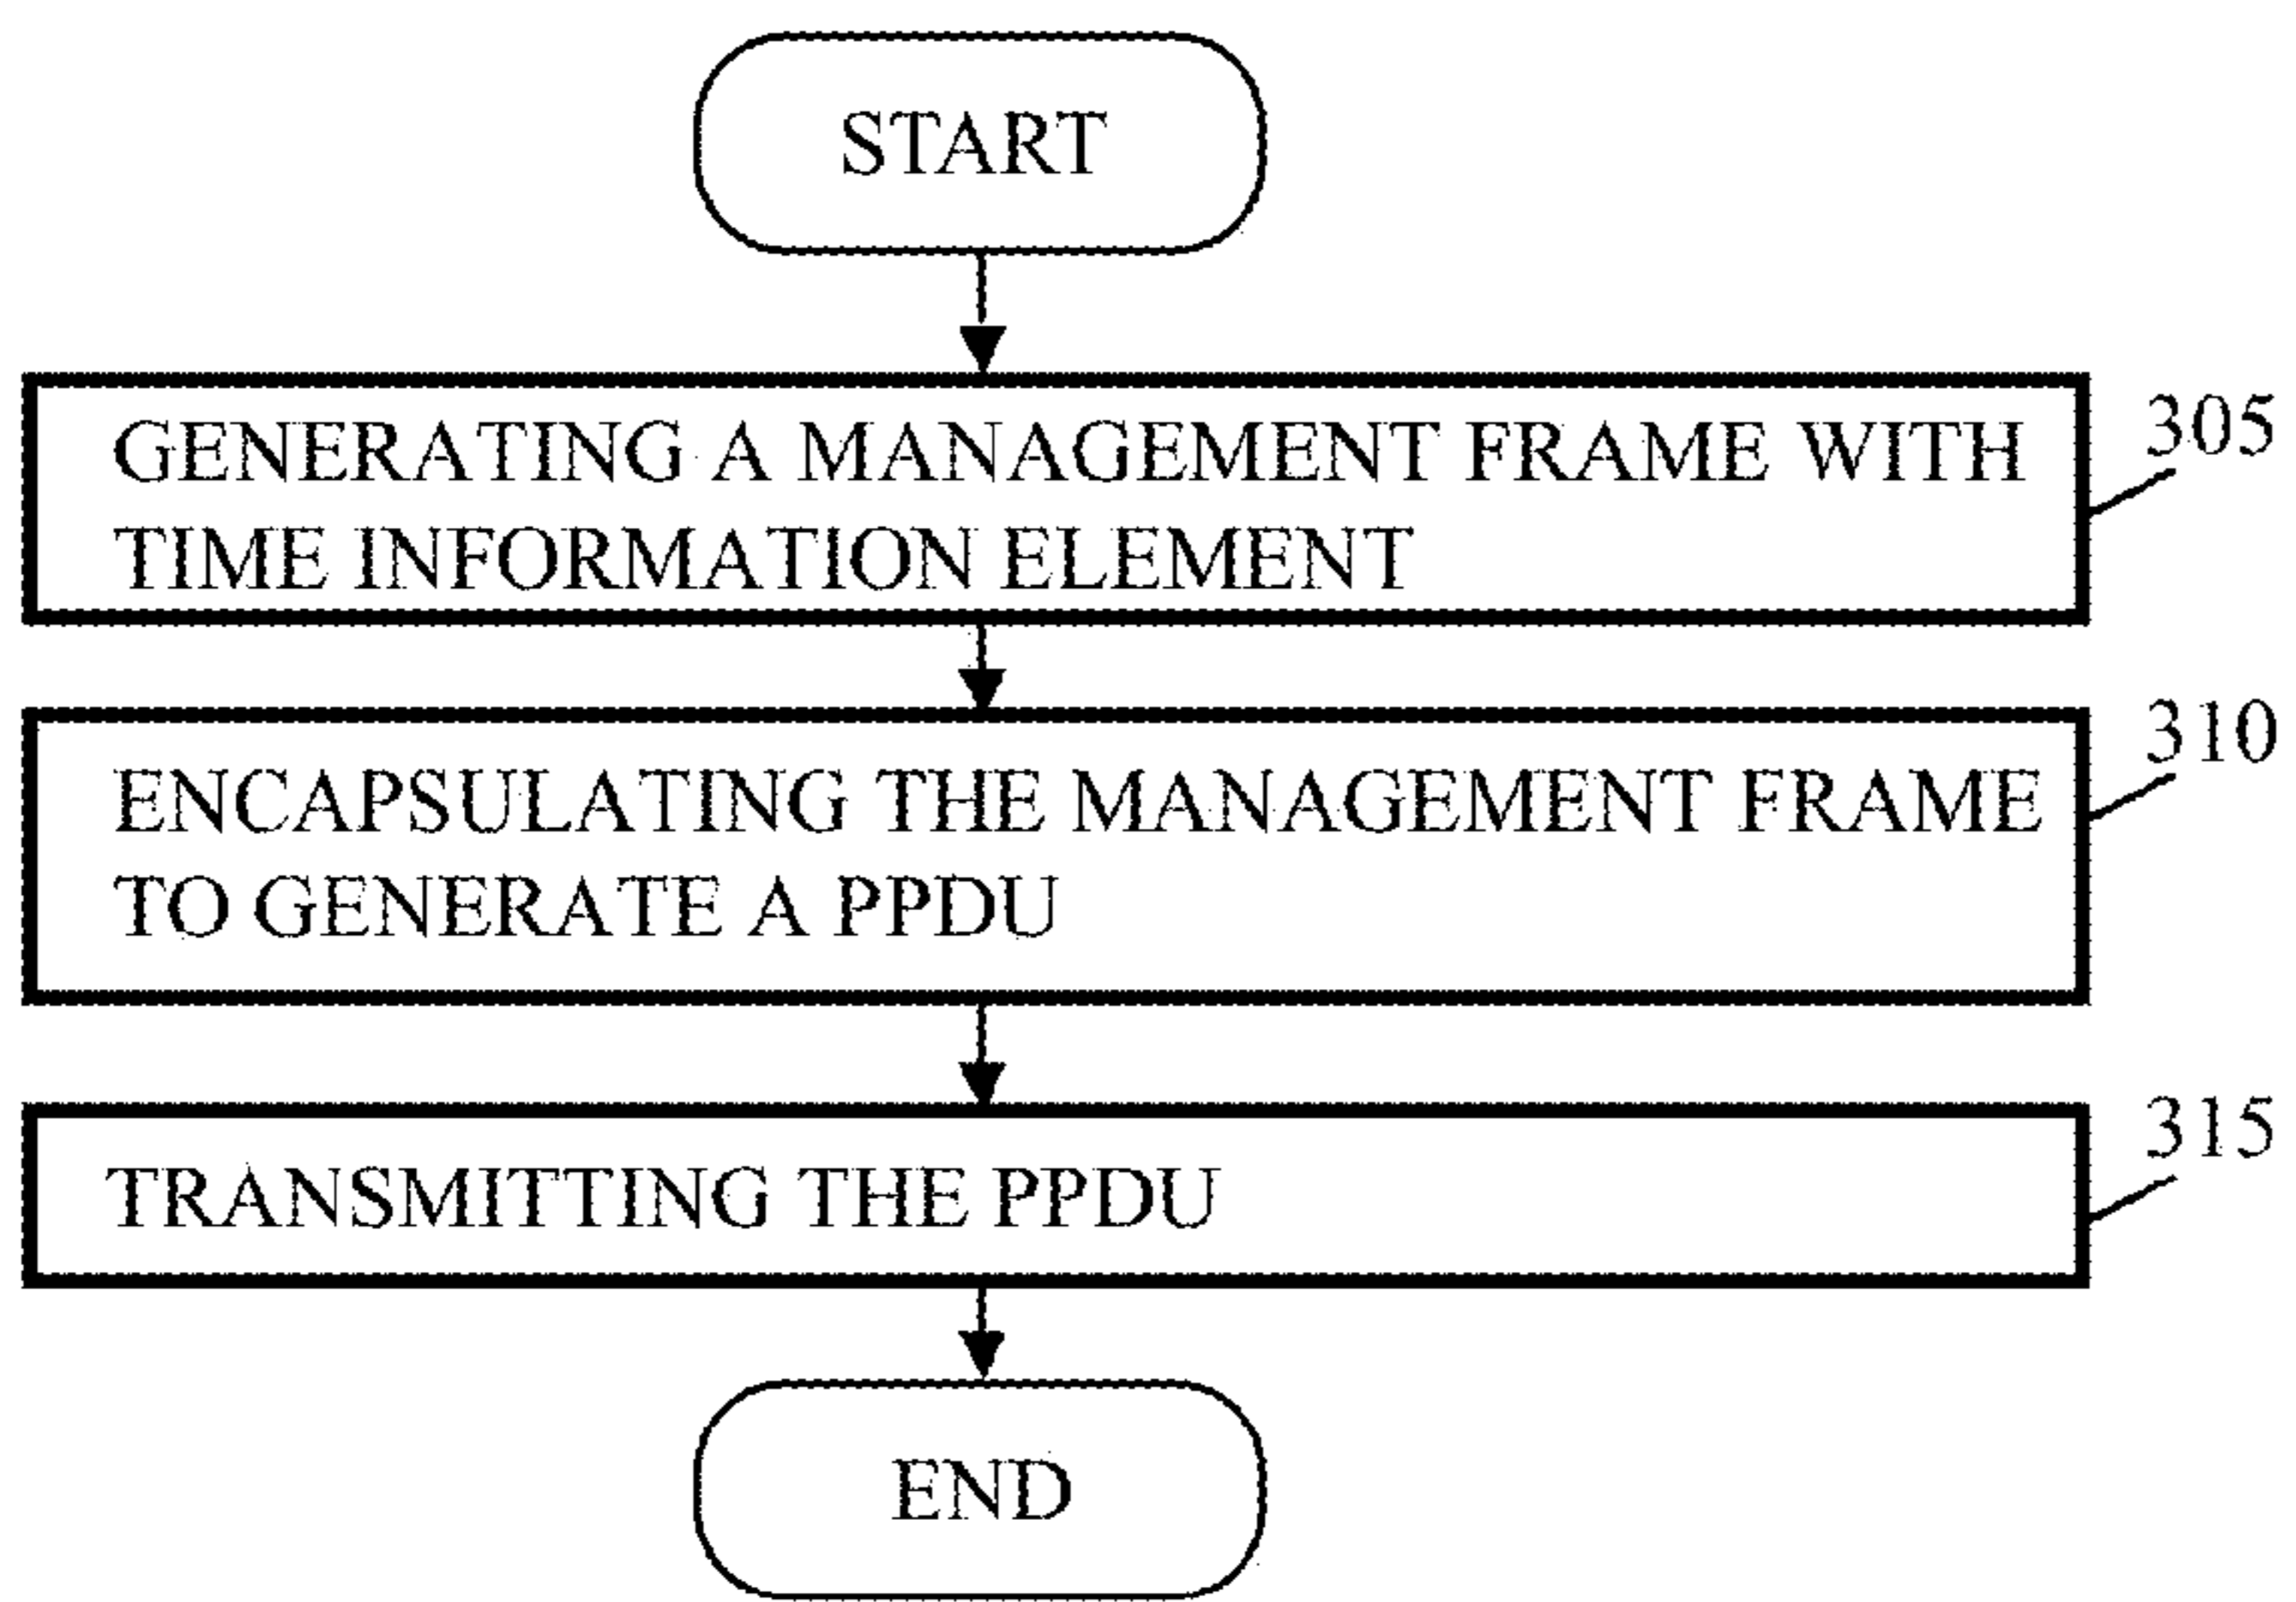 START
GENERATING A MANAGEMENT FRAME WITH
TIME INFORMATION ELEMENT
305
ENCAPSULATING THE MANAGEMENT FRAME
TO GENERATE A PPDU
310
TRANSMITTING THE PPDU
315
END